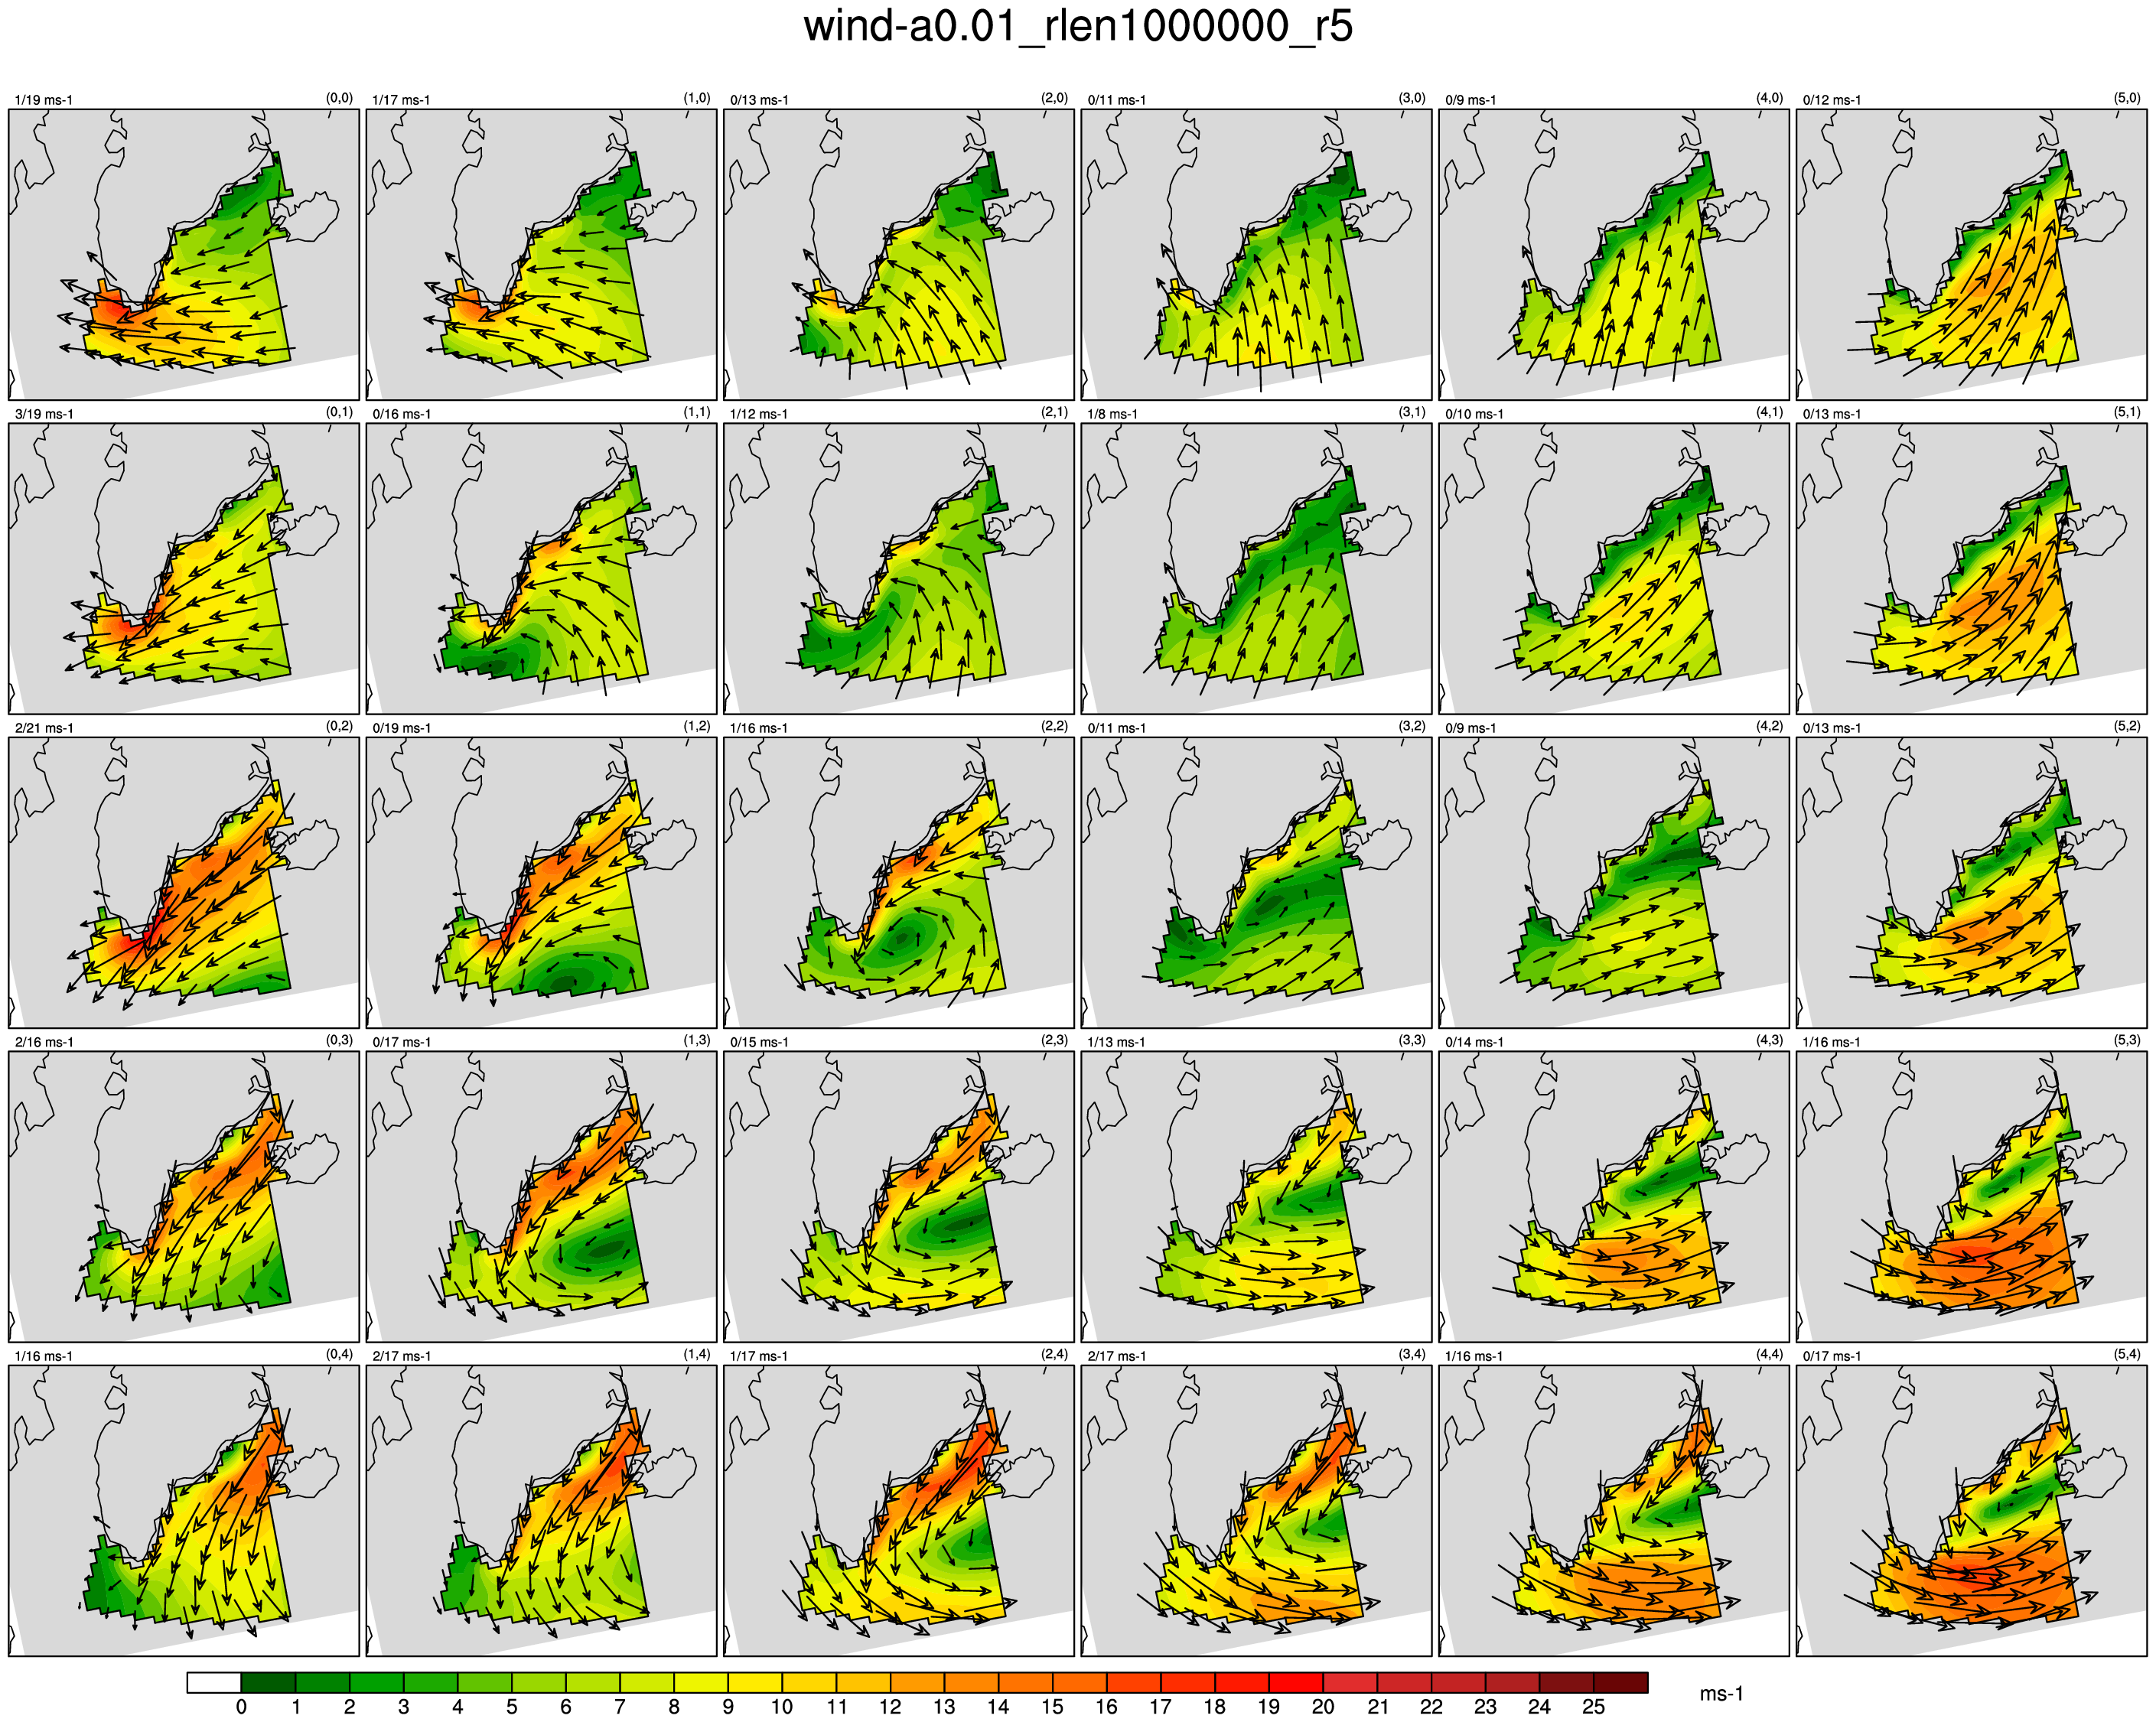 wind-a0.01_rlen1000000_r5
1/19 ms-1 (0,0) 1/17 ms-1 (1,0) 0/13 ms-1 (2,0) 0/11 ms-1 (3,0) 0/9 ms-1 (4,0) 0/12 ms-1 (5,0)
3/19 ms-1 (0,1) 0/16 ms-1 (1,1) 1/12 ms-1 (2,1) 1/8 ms-1 (3,1) 0/10 ms-1 (4,1) 0/13 ms-1 (5,1)
2/21 ms-1 (0,2) 0/19 ms-1 (1,2) 1/16 ms-1 (2,2) 0/11 ms-1 (3,2) 0/9 ms-1 (4,2) 0/13 ms-1 (5,2)
2/16 ms-1 (0,3) 0/17 ms-1 (1,3) 0/15 ms-1 (2,3) 1/13 ms-1 (3,3) 0/14 ms-1 (4,3) 1/16 ms-1 (5,3)
1/16 ms-1 (0,4) 2/17 ms-1 (1,4) 1/17 ms-1 (2,4) 2/17 ms-1 (3,4) 1/16 ms-1 (4,4) 0/17 ms-1 (5,4)
0 1 2 3 4 5 6 7 8 9 10 11 12 13 14 15 16 17 18 19 20 21 22 23 24 25 ms-1